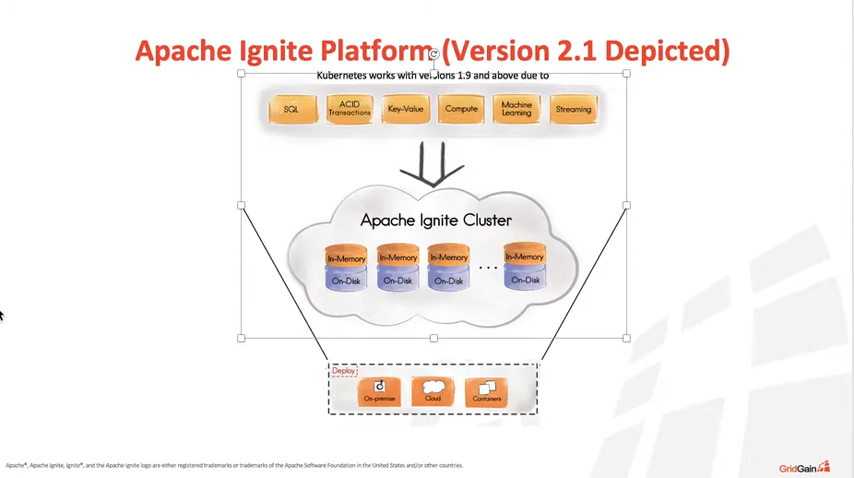 Apache Ignite Platform (Version 2.1 Depicted)
Kubernetes works with versions 1.9 and above due to
SQL
ACID
Transactions
Key-Value
Compute
Machine
Learning
Streaming
Apache Ignite Cluster
In-Memory In-Memory In-Memory ... In-Memory
On-Disk On-Disk On-Disk On-Disk
Deploy
On-premise Cloud Containers
Apache®, Apache Ignite, Ignite®, and the Apache Ignite logo are either registered trademarks or trademarks of the Apache Software Foundation in the United States and/or other countries.
GridGain